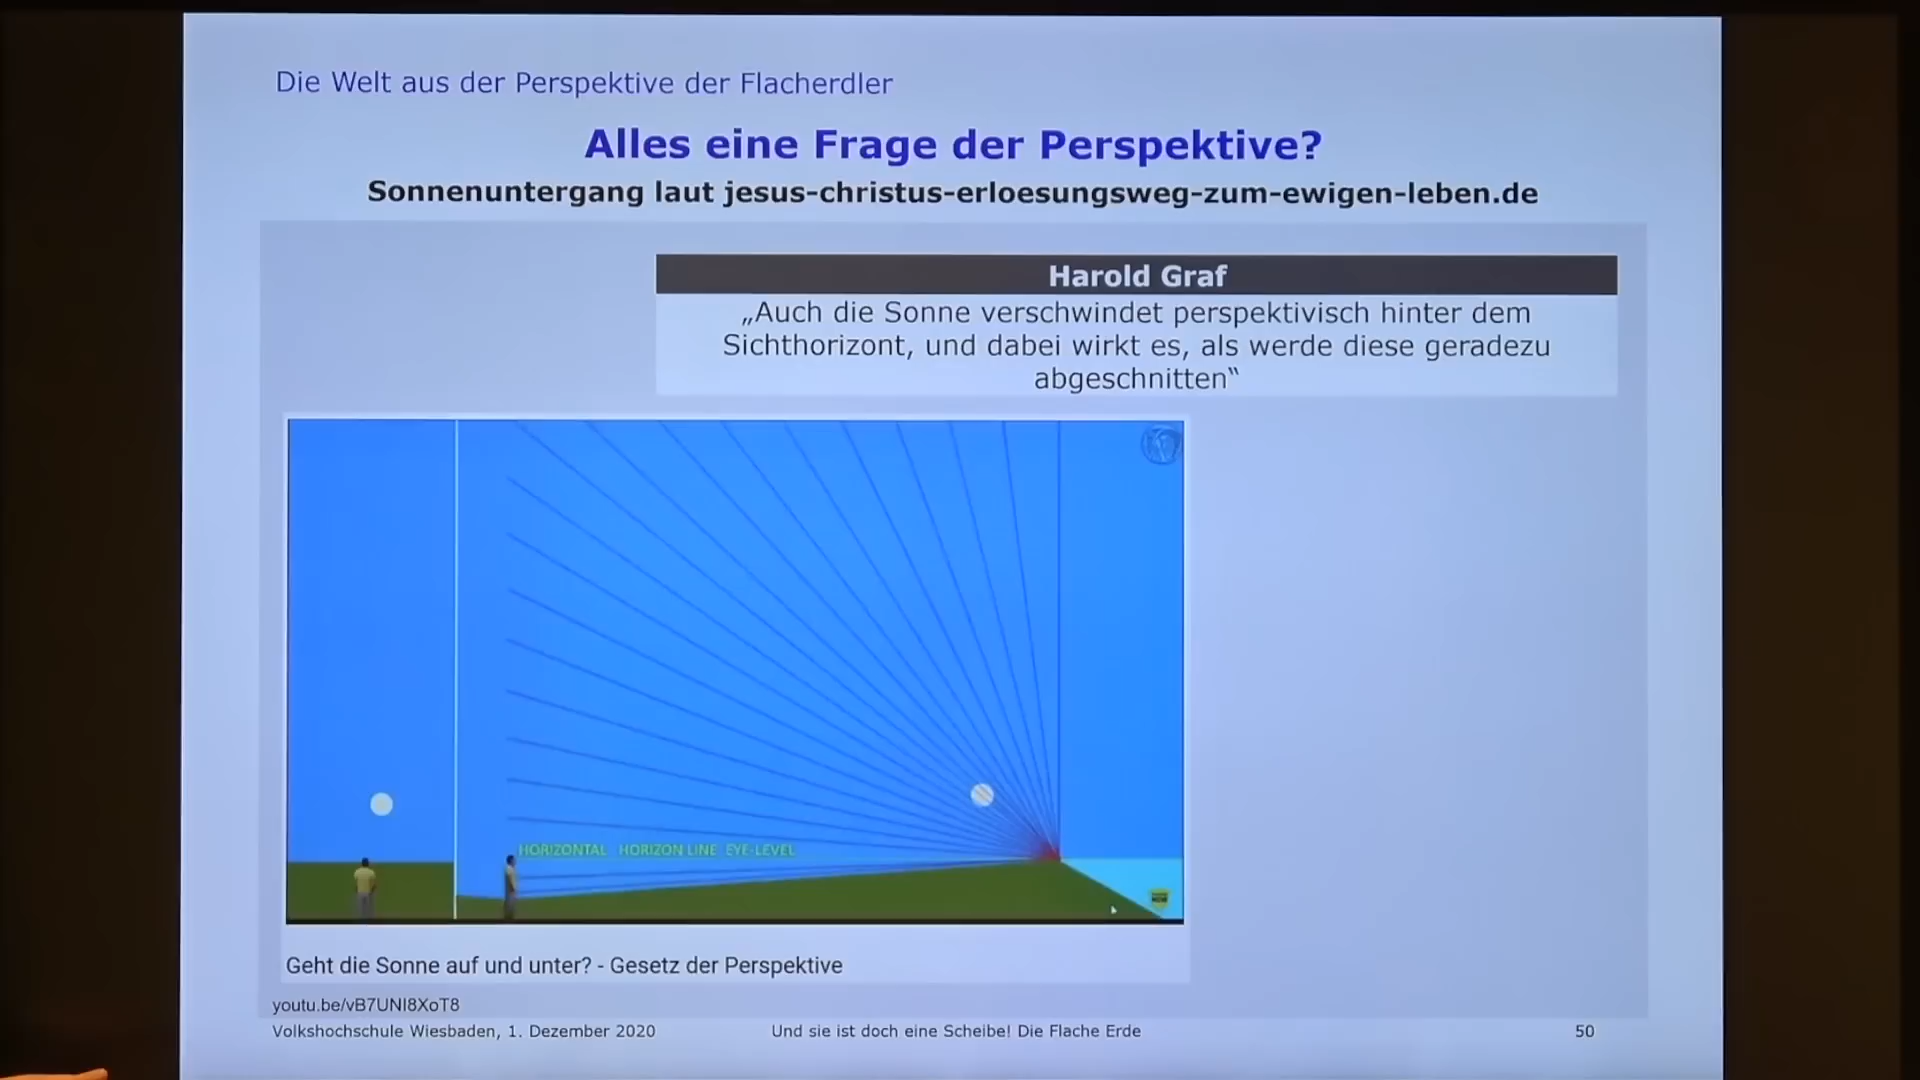 Die Welt aus der Perspektive der Flacherdler
Alles eine Frage der Perspektive?
Sonnenuntergang laut jesus-christus-erloesungsweg-zum-ewigen-leben.de
Harold Graf
„Auch die Sonne verschwindet perspektivisch hinter dem
Sichthorizont, und dabei wirkt es, als werde diese geradezu
abgeschnitten“
HORIZONTAL HORIZON LINE EYE-LEVEL
Geht die Sonne auf und unter? - Gesetz der Perspektive
youtu.be/vB7UNI8XoT8
Volkshochschule Wiesbaden, 1. Dezember 2020
Und sie ist doch eine Scheibe! Die Flache Erde
50